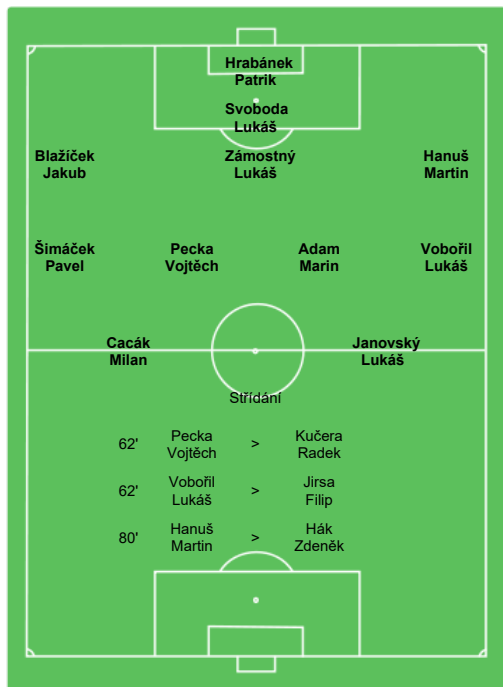 Hrabánek
Patrik
Svoboda
Lukáš
Blažíček Zámostný Hanuš
Jakub Lukáš Martin
Šimáček Pecka Adam Vobořil
Pavel Vojtěch Marin Lukáš
Cacák Janovský
Milan Lukáš
Střídání
62' Pecka Vojtěch > Kučera Radek
62' Vobořil Lukáš > Jirsa Filip
80' Hanuš Martin > Hák Zdeněk